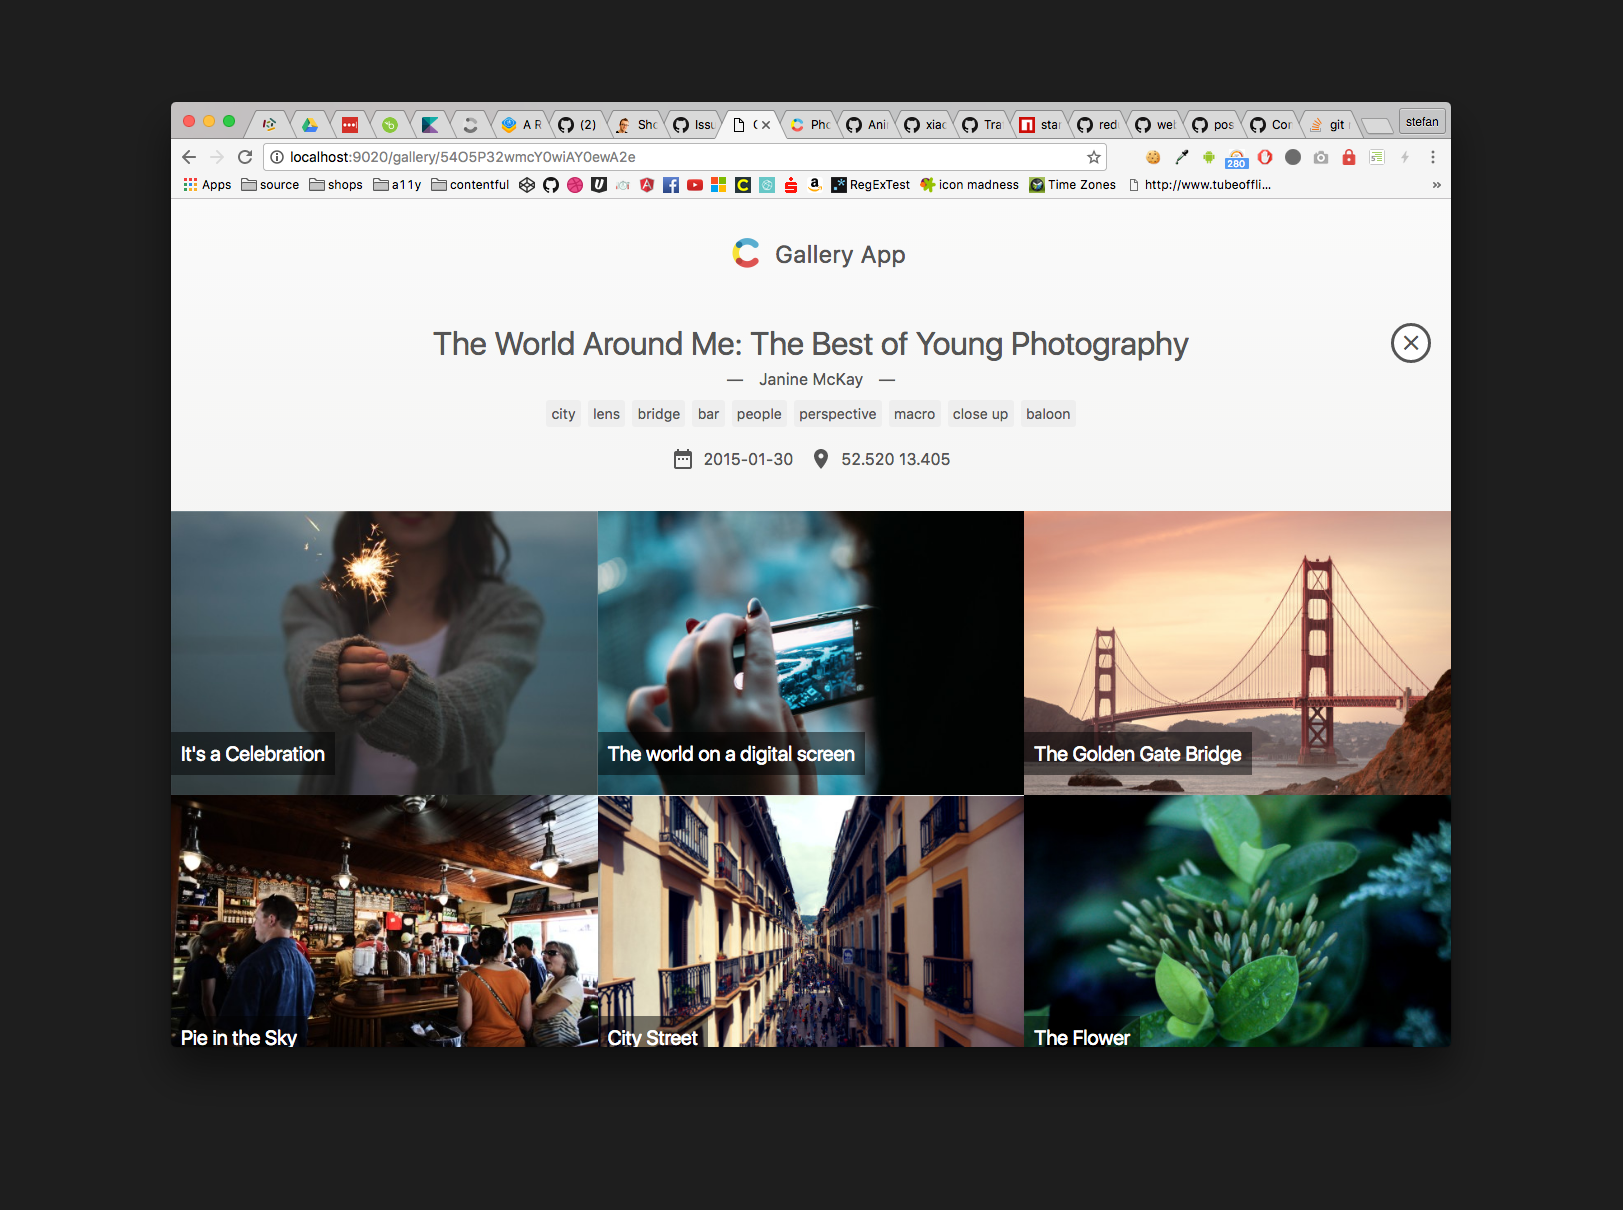 A R
(2)
Sho
Issu
Pho
Ani
xiao
Tra
star
red
we
pos
Cor
git
stefan
localhost:9020/gallery/54O5P32wmcY0wiAY0ewA2e
280
Apps source shops a11y contentful RegExTest icon madness Time Zones http://www.tubeoffli... »
Gallery App
The World Around Me: The Best of Young Photography
— Janine McKay —
city lens bridge bar people perspective macro close up baloon
2015-01-30 52.520 13.405
It's a Celebration
The world on a digital screen
The Golden Gate Bridge
Pie in the Sky
City Street
The Flower